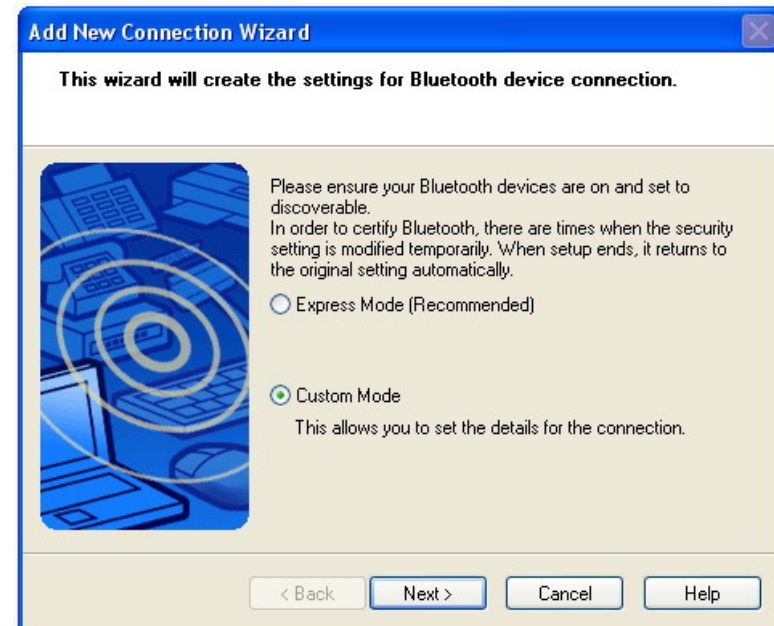 Add New Connection Wizard
This wizard will create the settings for Bluetooth device connection.
Please ensure your Bluetooth devices are on and set to
discoverable.
In order to certify Bluetooth, there are times when the security
setting is modified temporarily. When setup ends, it returns to
the original setting automatically.
Express Mode (Recommended)
Custom Mode
This allows you to set the details for the connection.
< Back Next > Cancel Help